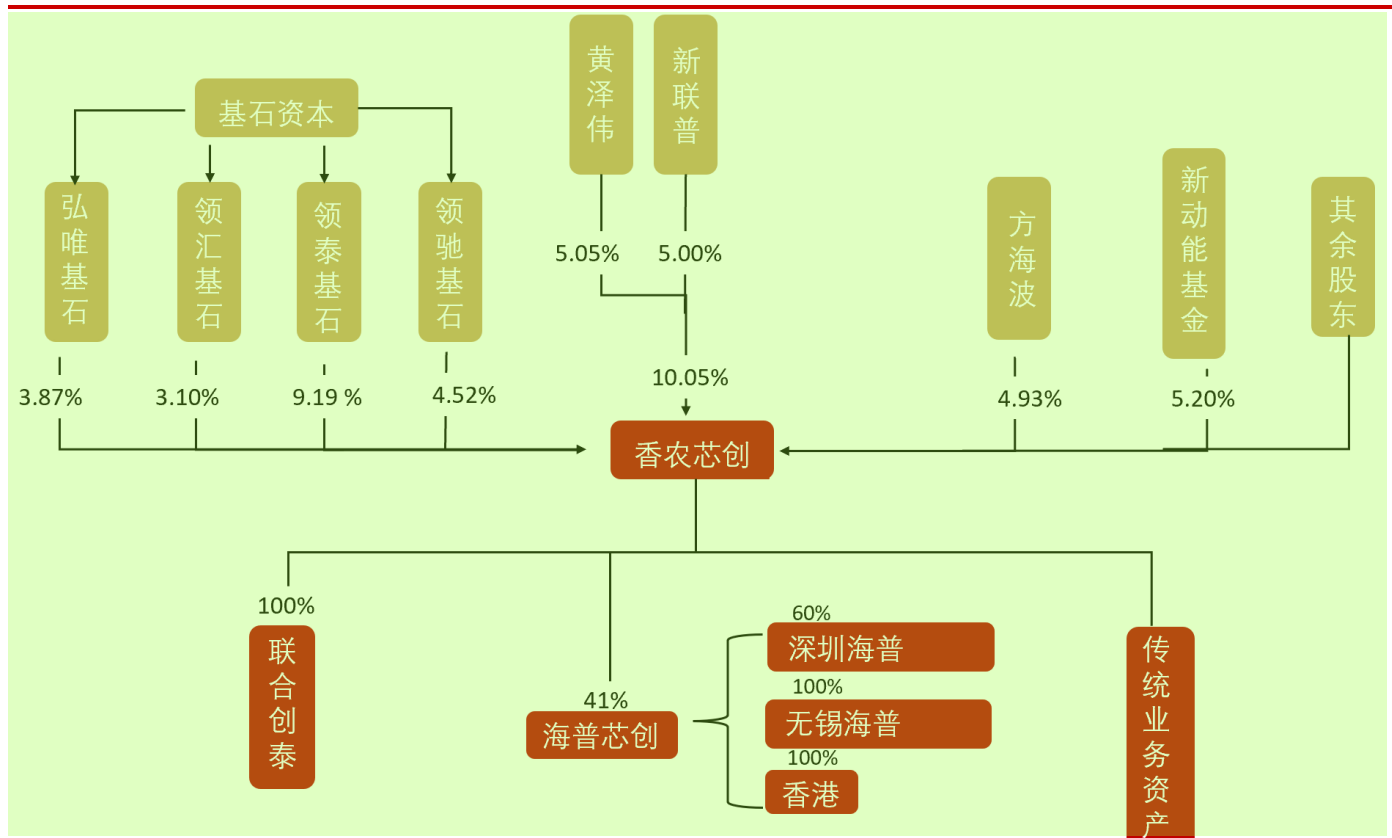 黄泽伟
新联普
基石资本
弘唯基石
领汇基石
领泰基石
领驰基石
方海波
新动能基金
其余股东
5.05%
5.00%
3.87%
3.10%
9.19 %
4.52%
10.05%
4.93%
5.20%
香农芯创
100%
联合创泰
41%
海普芯创
60%
深圳海普
100%
无锡海普
100%
香港
传统业务资产